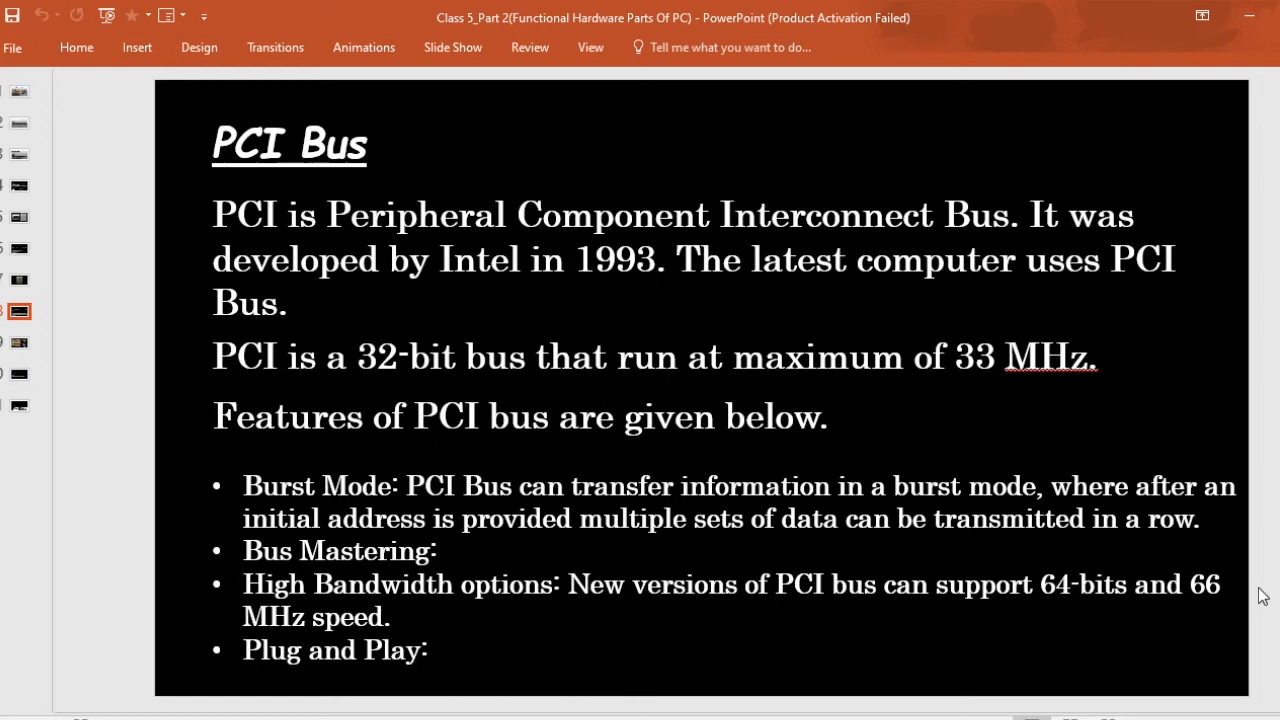 Class 5_Part 2(Functional Hardware Parts Of PC) - PowerPoint (Product Activation Failed)
File Home Insert Design Transitions Animations Slide Show Review View Tell me what you want to do...
PCI Bus
PCI is Peripheral Component Interconnect Bus. It was
developed by Intel in 1993. The latest computer uses PCI
Bus.
PCI is a 32-bit bus that run at maximum of 33 MHz.
Features of PCI bus are given below.
• Burst Mode: PCI Bus can transfer information in a burst mode, where after an
initial address is provided multiple sets of data can be transmitted in a row.
• Bus Mastering:
• High Bandwidth options: New versions of PCI bus can support 64-bits and 66
MHz speed.
• Plug and Play: